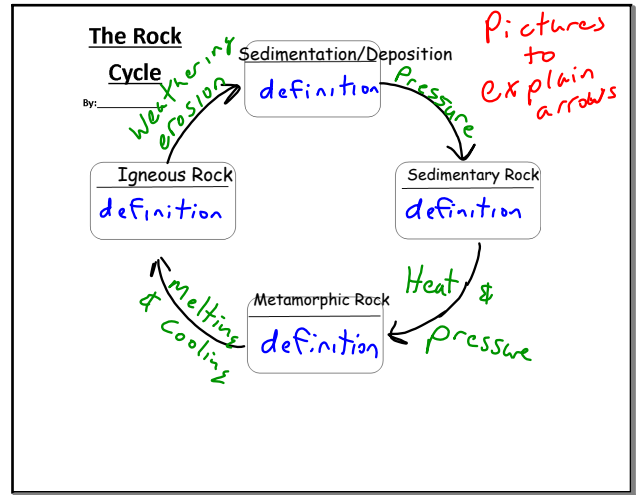 The Rock
Cycle
By:
Weathering
erosion
Sedimentation/Deposition
definition
Pressure
Pictures
to
explain
arrows
Igneous Rock
definition
Sedimentary Rock
definition
Heat &
pressure
Metamorphic Rock
definition
Melting
& Cooling